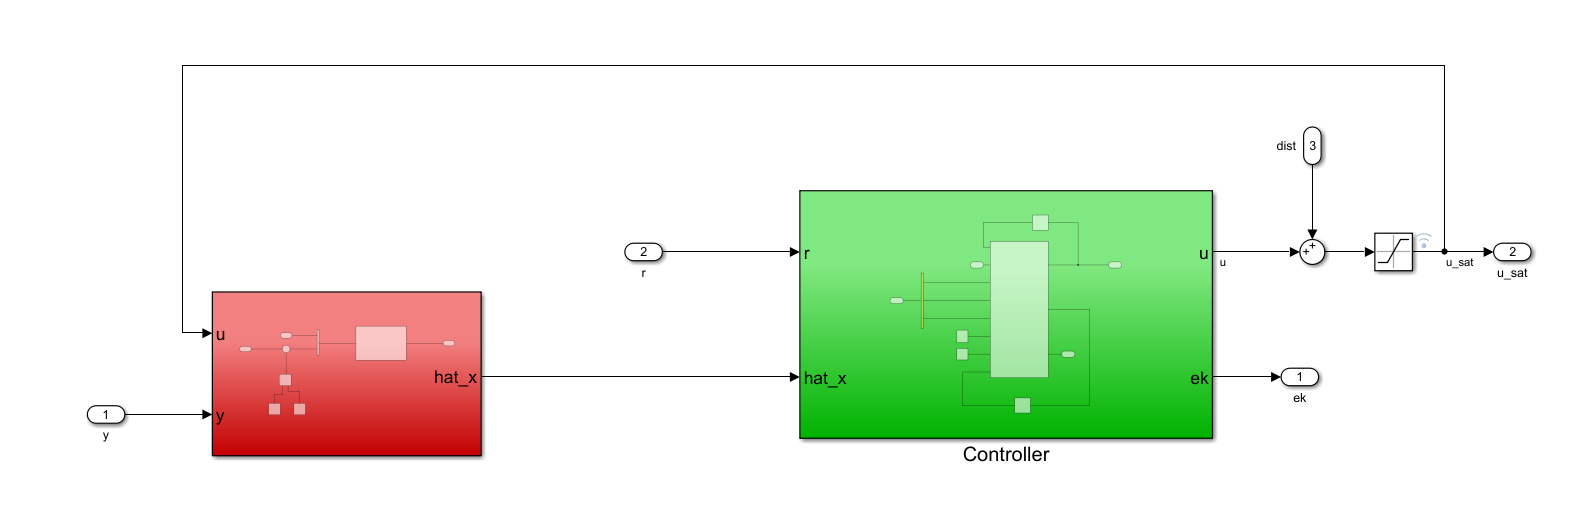 dist
3
+
+
r
u
2
r
u
u_sat
2
u_sat
u
hat_x
hat_x
ek
1
ek
1
y
y
Controller